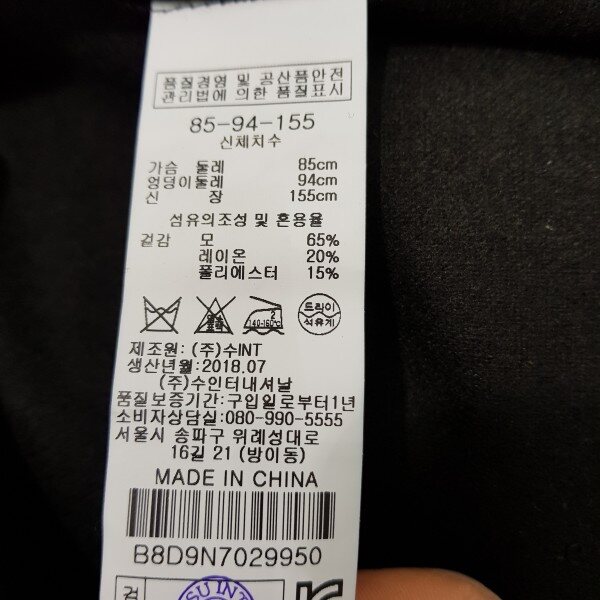 품질경영 및 공산품안전
관리법에 의한 품질표시
85-94-155
신체치수
가슴 둘레 85cm
엉덩이둘레 94cm
신 장 155cm
섬유의조성 및 혼용율
겉감 모 65%
레이온 20%
폴리에스터 15%
2
140-160℃
드라이
석유계
제조원: (주)수INT
생산년월:2018.07
(주)수인터내셔날
품질보증기간:구입일로부터1년
소비자상담실:080-990-5555
서울시 송파구 위례성대로
16길 21 (방이동)
MADE IN CHINA
B8D9N7029950
검
SU INT